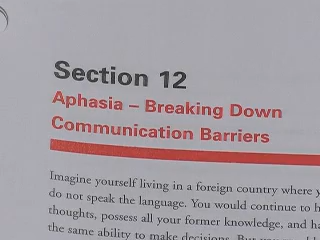 Section 12
Aphasia – Breaking Down
Communication Barriers
Imagine yourself living in a foreign country where
do not speak the language. You would continue to
thoughts, possess all your former knowledge, and
the same ability to make decisions. But